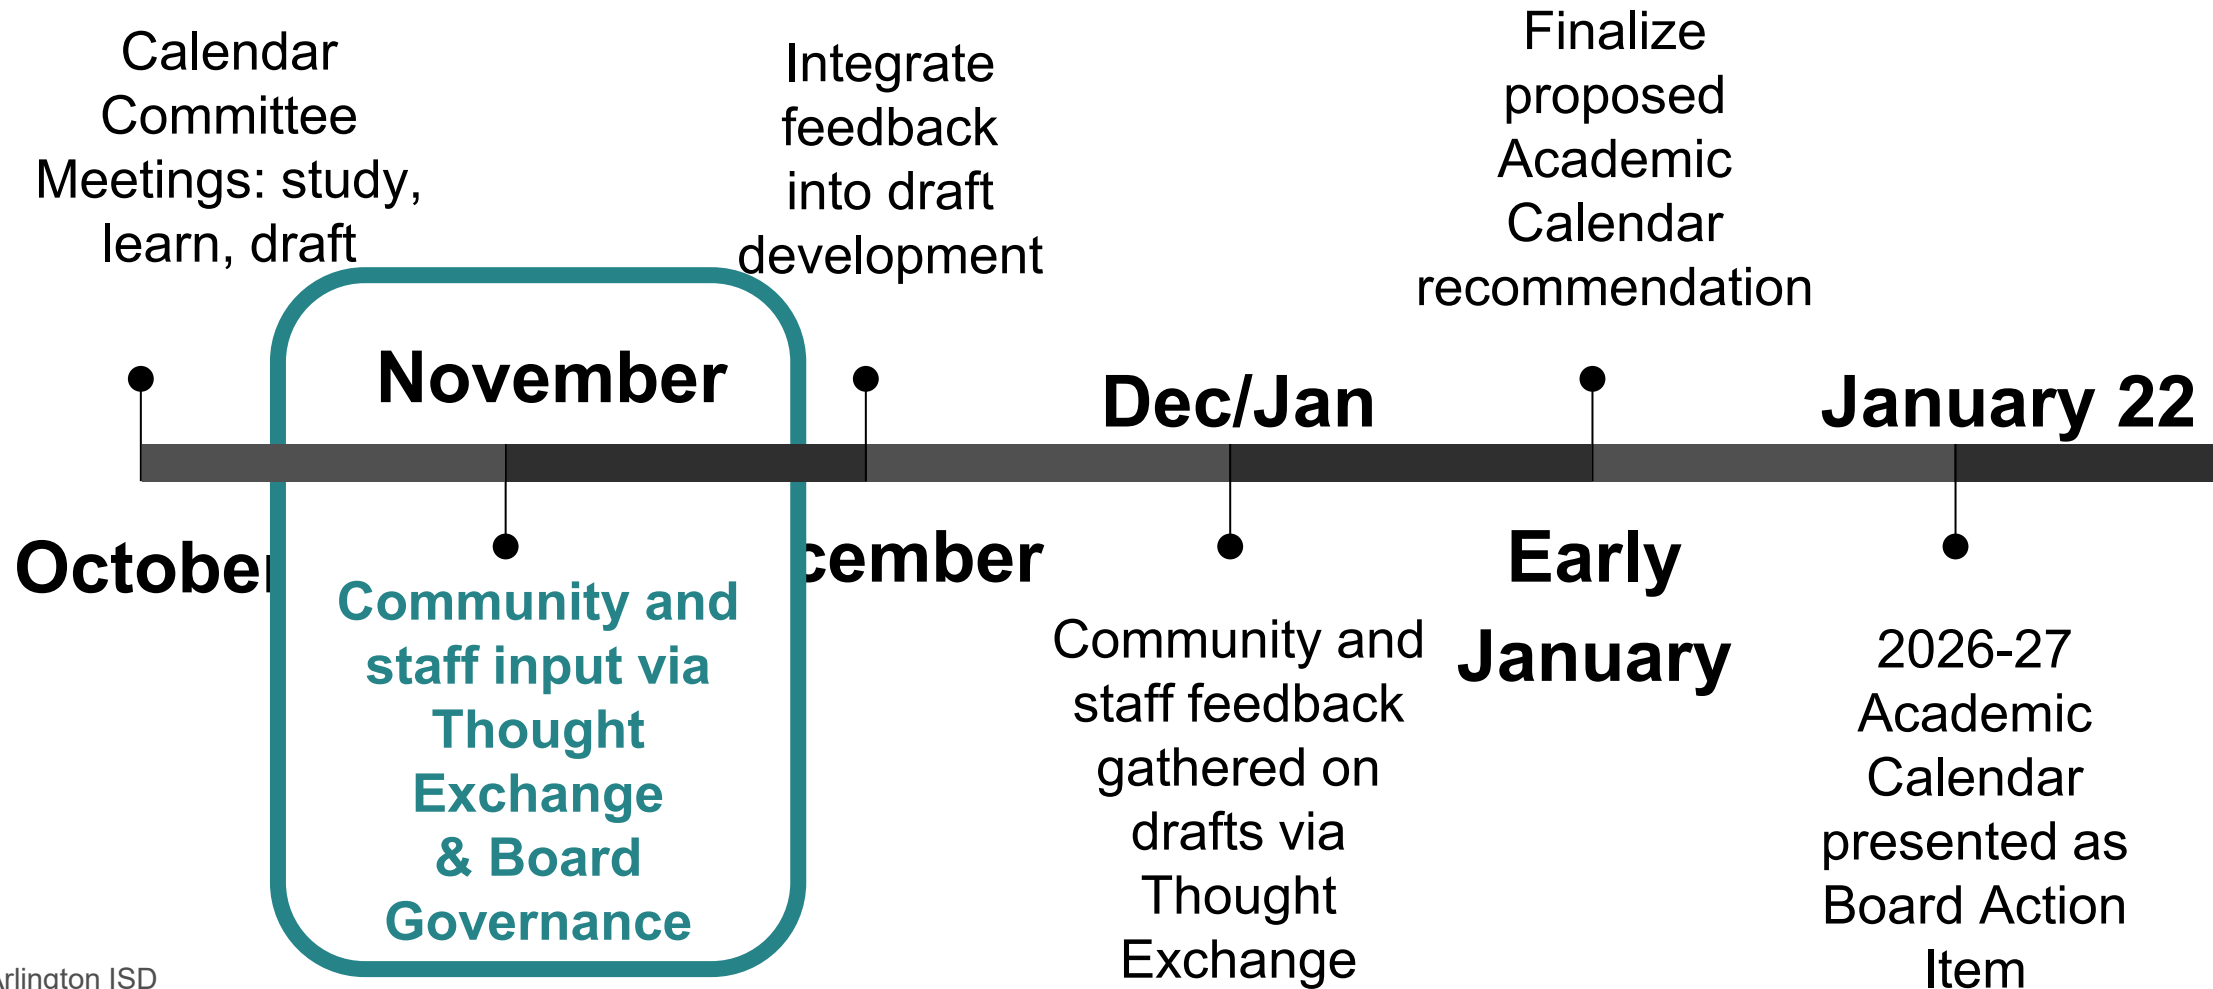 Calendar
Committee
Meetings: study,
learn, draft
October
November
Community and
staff input via
Thought
Exchange
& Board
Governance
Integrate
feedback
into draft
development
cember
Dec/Jan
Community and
staff feedback
gathered on
drafts via
Thought
Exchange
Finalize
proposed
Academic
Calendar
recommendation
Early
January
January 22
2026-27
Academic
Calendar
presented as
Board Action
Item
Arlington ISD